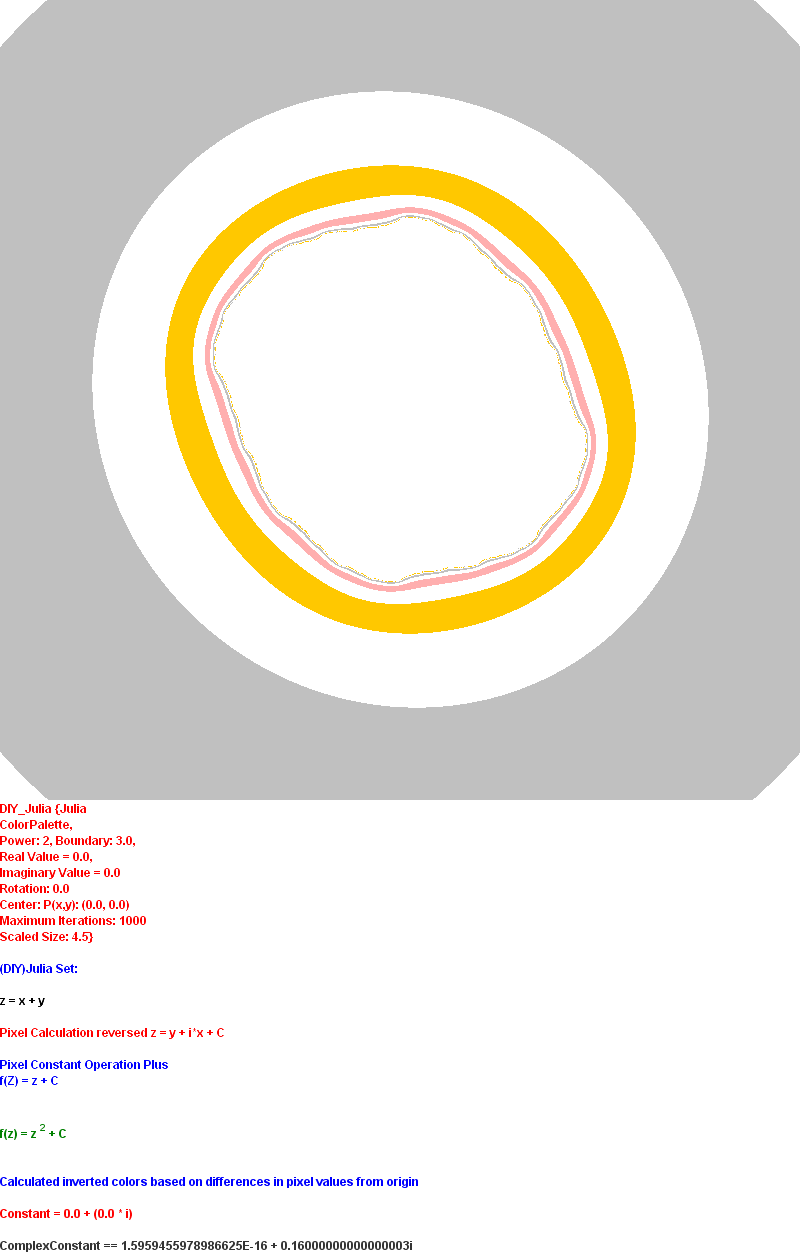 DIY_Julia {Julia
ColorPalette,
Power: 2, Boundary: 3.0,
Real Value = 0.0,
Imaginary Value = 0.0
Rotation: 0.0
Center: P(x,y): (0.0, 0.0)
Maximum Iterations: 1000
Scaled Size: 4.5}
(DIY)Julia Set:
z = x + y
Pixel Calculation reversed z = y + i*x + C
Pixel Constant Operation Plus
f(Z) = z + C
f(z) = z ² + C
Calculated inverted colors based on differences in pixel values from origin
Constant = 0.0 + (0.0 * i)
ComplexConstant == 1.5959455978986625E-16 + 0.16000000000000003i